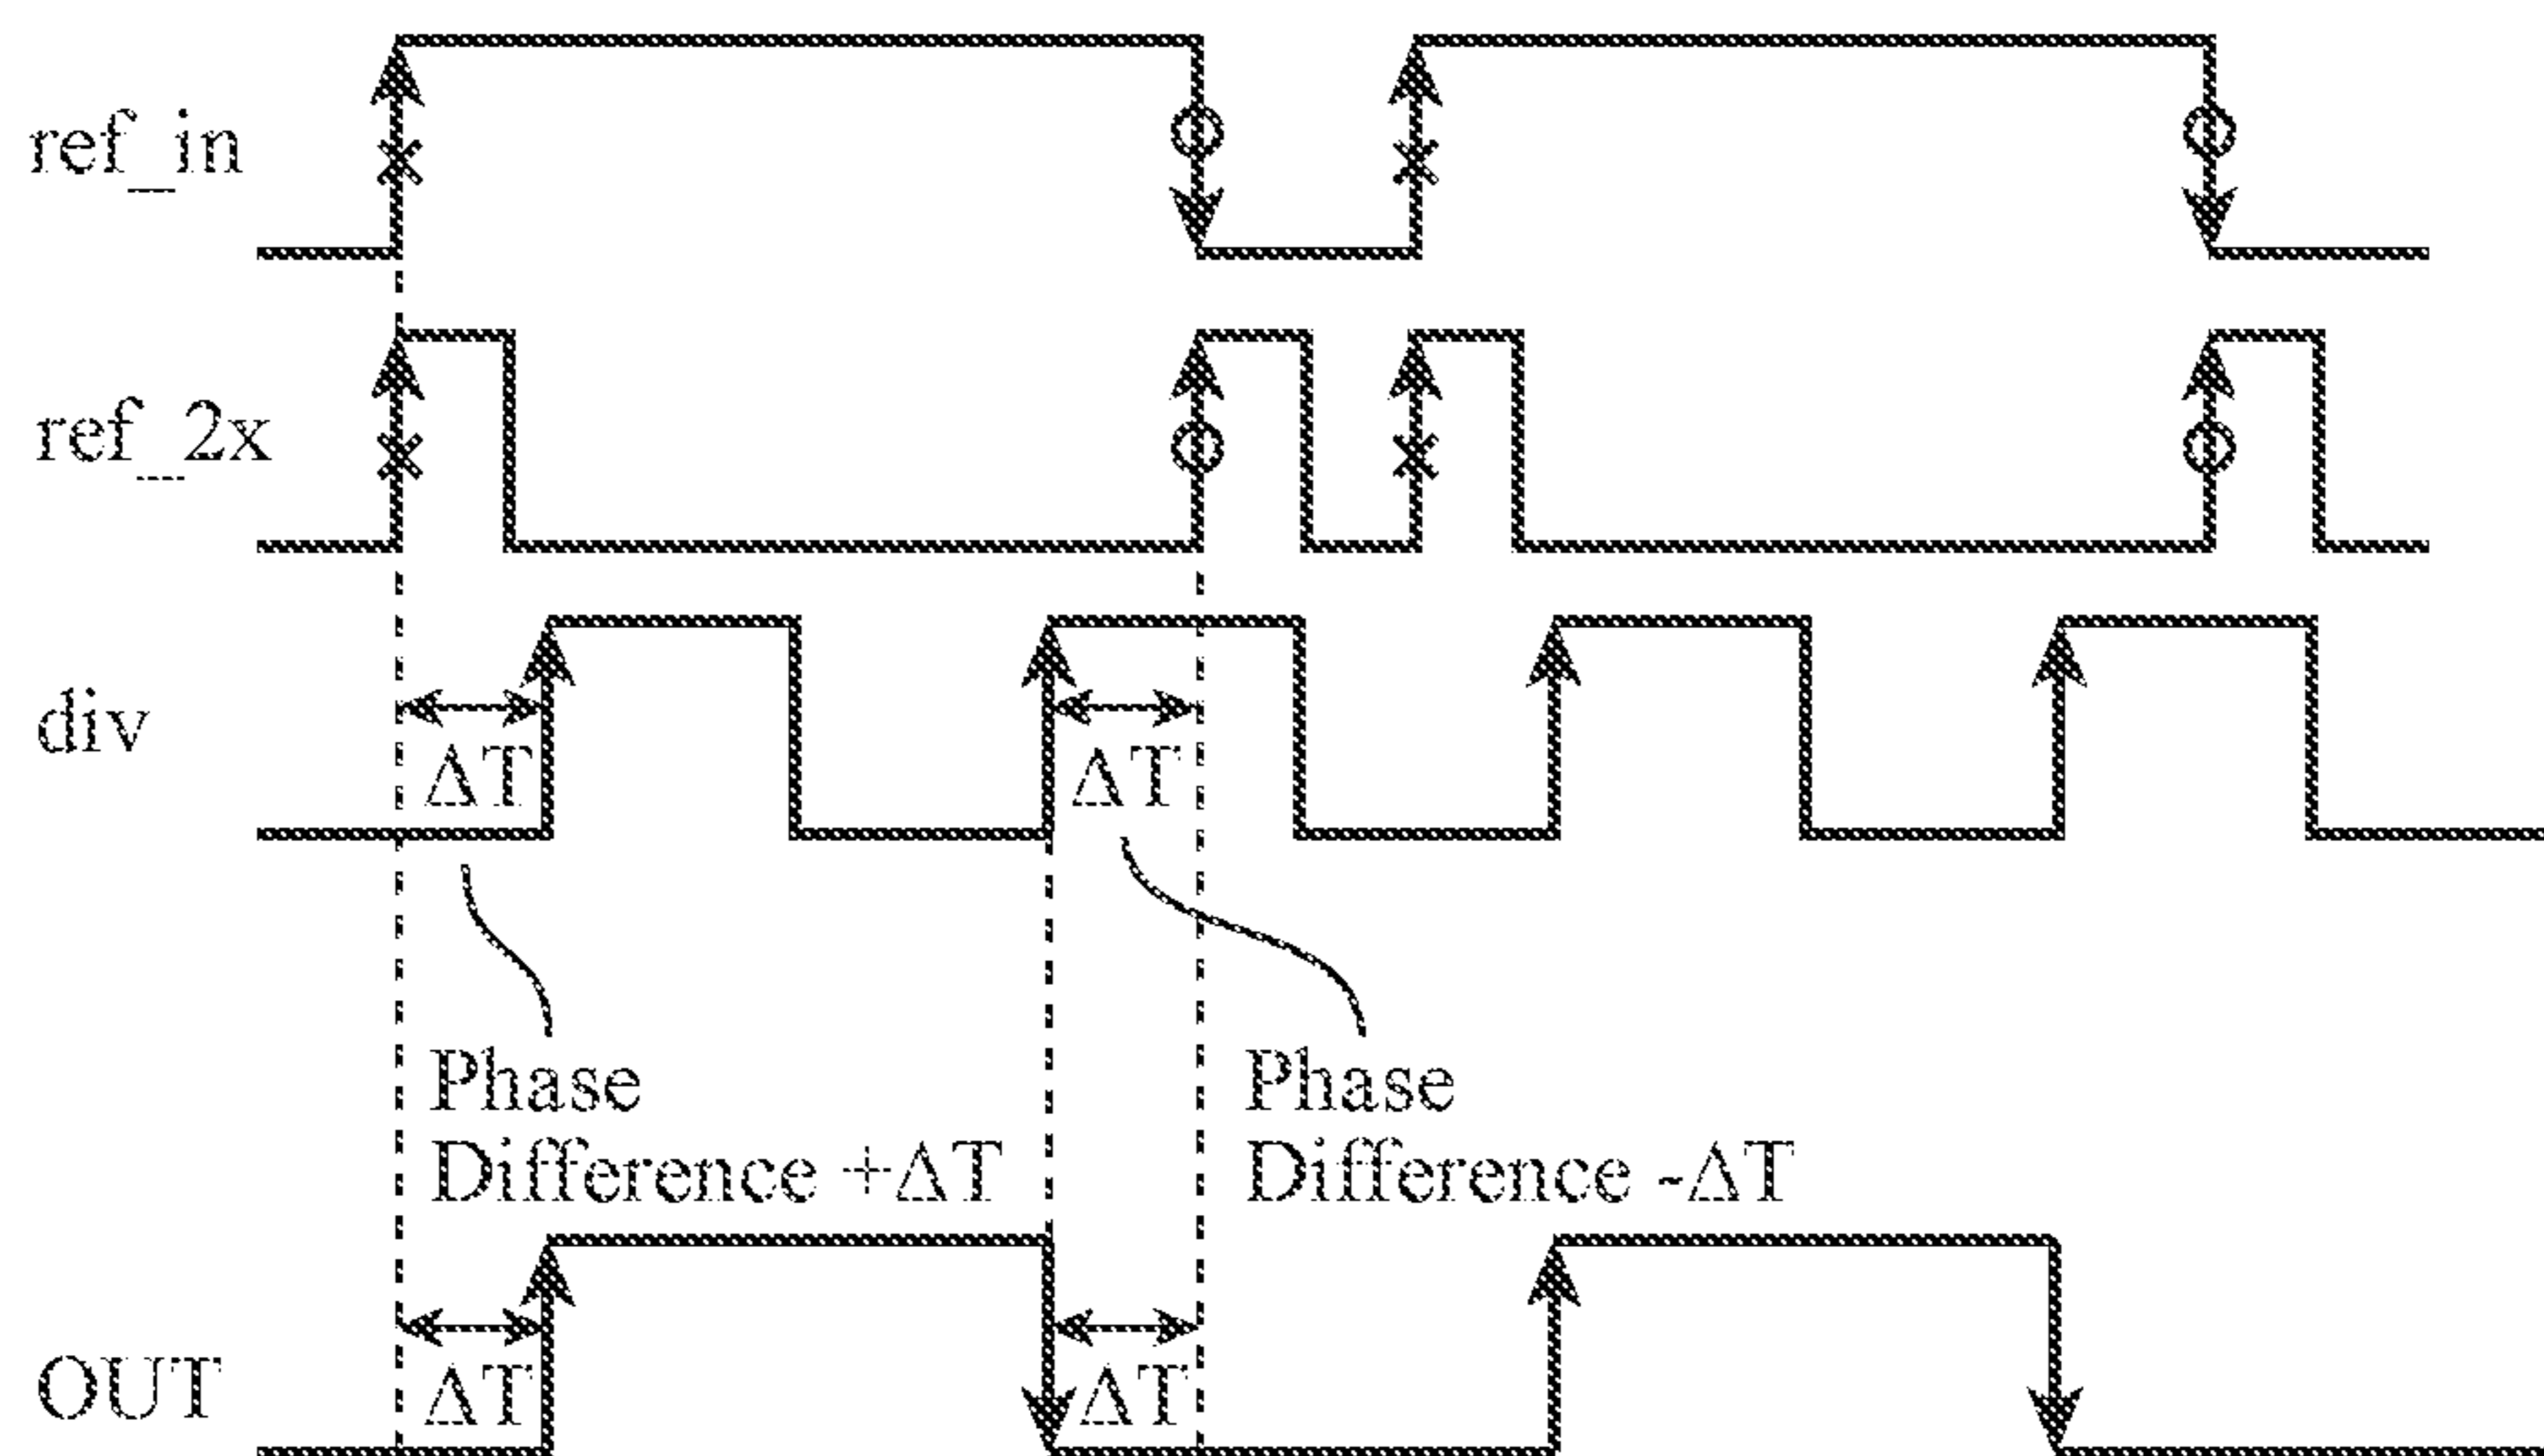 ref_in
ref_2x
div
ΔT
ΔT
Phase
Difference +ΔT
Phase
Difference -ΔT
OUT
ΔT
ΔT